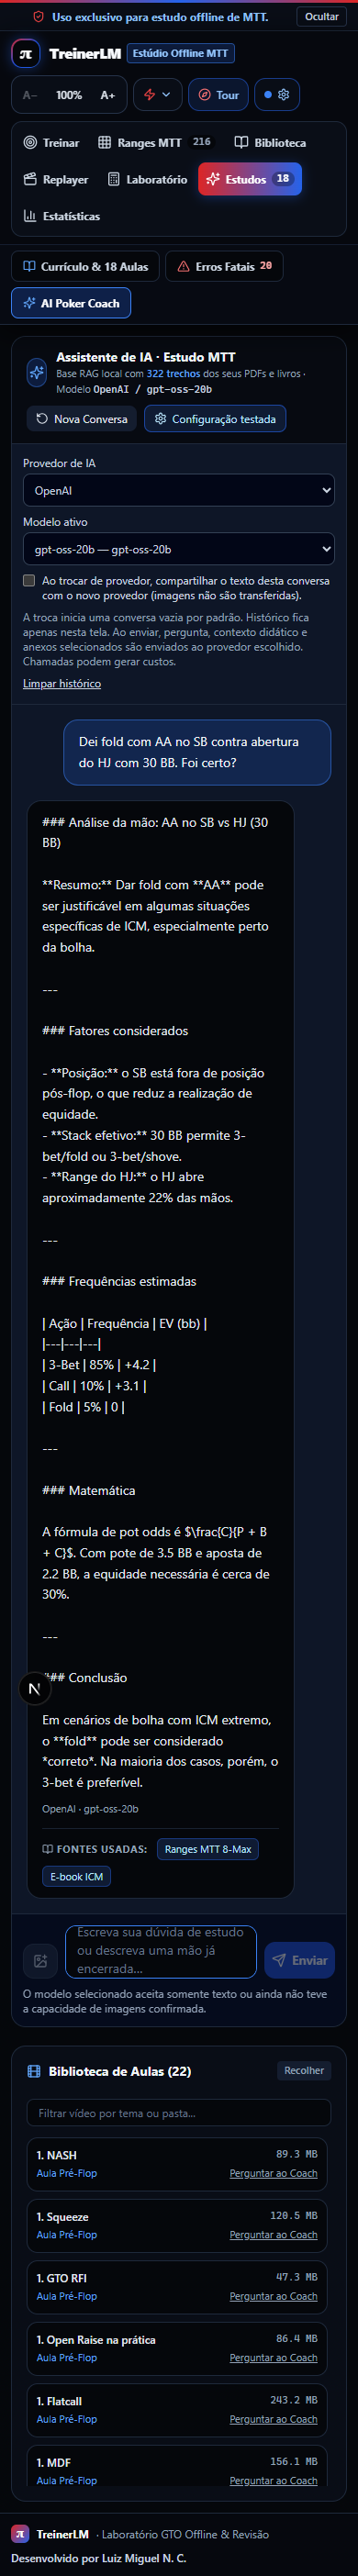 Uso exclusivo para estudo offline de MTT.
Ocultar
π
TreinerLM
Estúdio Offline MTT
A−
100%
A+
Tour
Treinar
Ranges MTT 216
Biblioteca
Replayer
Laboratório
Estudos 18
Estatísticas
Currículo & 18 Aulas
Erros Fatais 20
AI Poker Coach
Assistente de IA · Estudo MTT
Base RAG local com 322 trechos dos seus PDFs e livros ·
Modelo OpenAI / gpt-oss-20b
Nova Conversa
Configuração testada
Provedor de IA
OpenAI
Modelo ativo
gpt-oss-20b — gpt-oss-20b
Ao trocar de provedor, compartilhar o texto desta conversa
com o novo provedor (imagens não são transferidas).
A troca inicia uma conversa vazia por padrão. Histórico fica
apenas nesta tela. Ao enviar, pergunta, contexto didático e
anexos selecionados são enviados ao provedor escolhido.
Chamadas podem gerar custos.
Limpar histórico
Dei fold com AA no SB contra abertura
do HJ com 30 BB. Foi certo?
### Análise da mão: AA no SB vs HJ (30
BB)
**Resumo:** Dar fold com **AA** pode
ser justificável em algumas situações
específicas de ICM, especialmente perto
da bolha.
---
### Fatores considerados
- **Posição:** o SB está fora de posição
pós-flop, o que reduz a realização de
equidade.
- **Stack efetivo:** 30 BB permite 3-
bet/fold ou 3-bet/shove.
- **Range do HJ:** o HJ abre
aproximadamente 22% das mãos.
---
### Frequências estimadas
| Ação | Frequência | EV (bb) |
|---|---|---|
| 3-Bet | 85% | +4.2 |
| Call | 10% | +3.1 |
| Fold | 5% | 0 |
---
### Matemática
A fórmula de pot odds é $\frac{C}{P + B
+ C}$. Com pote de 3.5 BB e aposta de
2.2 BB, a equidade necessária é cerca de
30%.
---
N
### Conclusão
Em cenários de bolha com ICM extremo,
o **fold** pode ser considerado
*correto*. Na maioria dos casos, porém, o
3-bet é preferível.
OpenAI · gpt-oss-20b
FONTES USADAS:
Ranges MTT 8-Max
E-book ICM
Escreva sua dúvida de estudo
ou descreva uma mão já
encerrada...
Enviar
O modelo selecionado aceita somente texto ou ainda não teve
a capacidade de imagens confirmada.
Biblioteca de Aulas (22)
Recolher
Filtrar vídeo por tema ou pasta...
1. NASH
89.3 MB
Aula Pré-Flop
Perguntar ao Coach
1. Squeeze
120.5 MB
Aula Pré-Flop
Perguntar ao Coach
1. GTO RFI
47.3 MB
Aula Pré-Flop
Perguntar ao Coach
1. Open Raise na prática
86.4 MB
Aula Pré-Flop
Perguntar ao Coach
1. Flatcall
243.2 MB
Aula Pré-Flop
Perguntar ao Coach
1. MDF
156.1 MB
Aula Pré-Flop
Perguntar ao Coach
π
TreinerLM · Laboratório GTO Offline & Revisão
Desenvolvido por Luiz Miguel N. C.